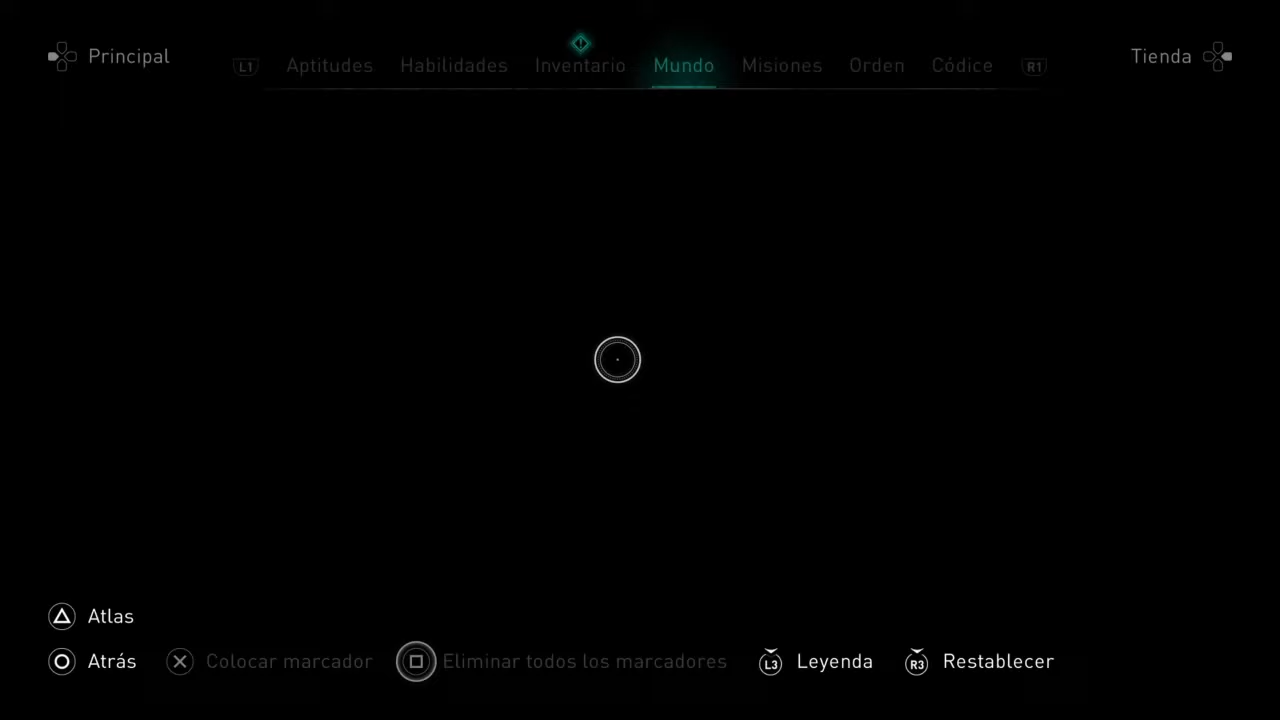 Principal
L1 Aptitudes Habilidades Inventario Mundo Misiones Orden Códice R1
Tienda
Atlas
Atrás Colocar marcador Eliminar todos los marcadores L3 Leyenda R3 Restablecer